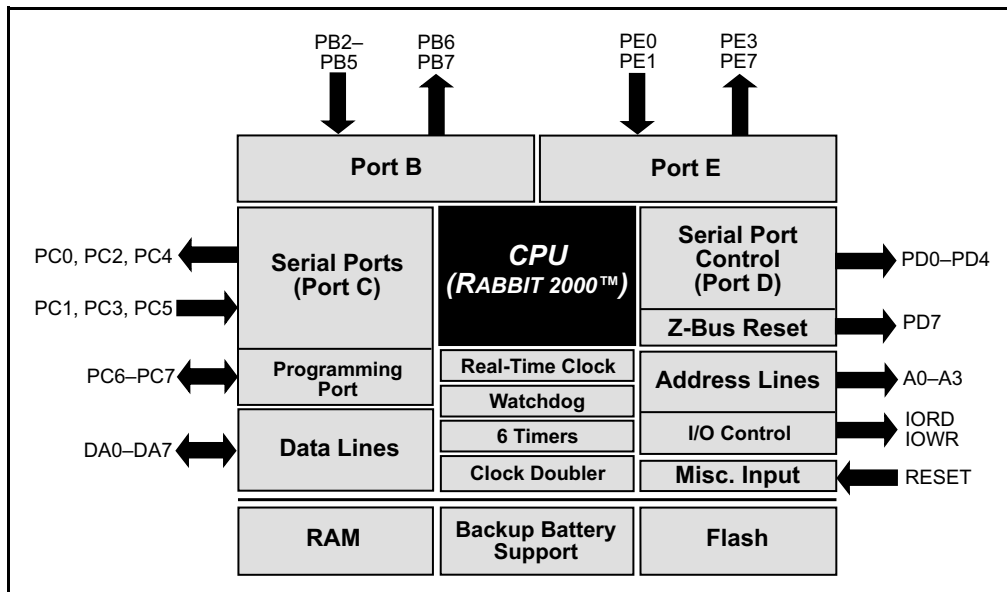 PB2–
PB5
PB6
PB7
PE0
PE1
PE3
PE7
Port B
Port E
PC0, PC2, PC4
PC1, PC3, PC5
PC6–PC7
DA0–DA7
Serial Ports
(Port C)
Programming
Port
Data Lines
CPU
(RABBIT 2000™)
Real-Time Clock
Watchdog
6 Timers
Clock Doubler
Serial Port
Control
(Port D)
Z-Bus Reset
Address Lines
I/O Control
Misc. Input
PD0–PD4
PD7
A0–A3
IORD
IOWR
RESET
RAM
Backup Battery
Support
Flash